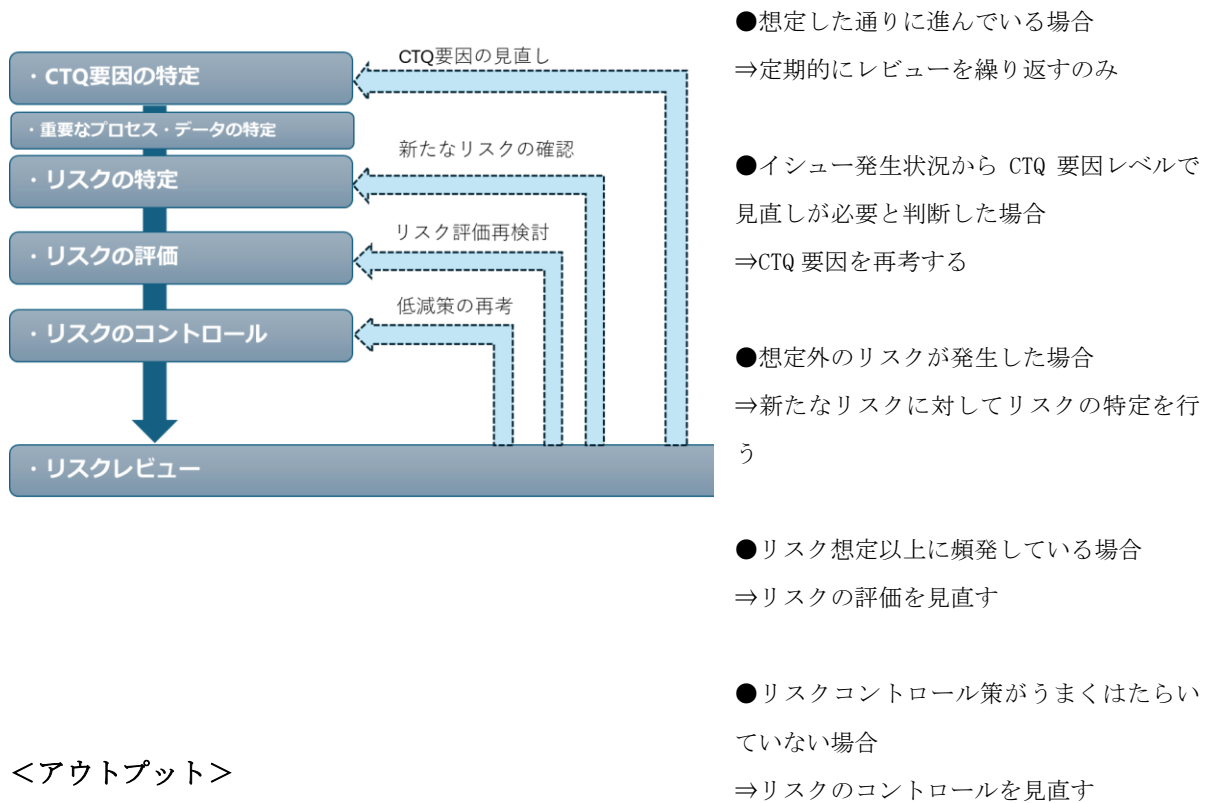 ・CTQ要因の特定
・重要なプロセス・データの特定
・リスクの特定
・リスクの評価
・リスクのコントロール
・リスクレビュー
CTQ要因の見直し
新たなリスクの確認
リスク評価再検討
低減策の再考
●想定した通りに進んでいる場合
⇒定期的にレビューを繰り返すのみ
●イシュー発生状況から CTQ 要因レベルで
見直しが必要と判断した場合
⇒CTQ 要因を再考する
●想定外のリスクが発生した場合
⇒新たなリスクに対してリスクの特定を行
う
●リスク想定以上に頻発している場合
⇒リスクの評価を見直す
●リスクコントロール策がうまくはたらい
ていない場合
⇒リスクのコントロールを見直す
＜アウトプット＞